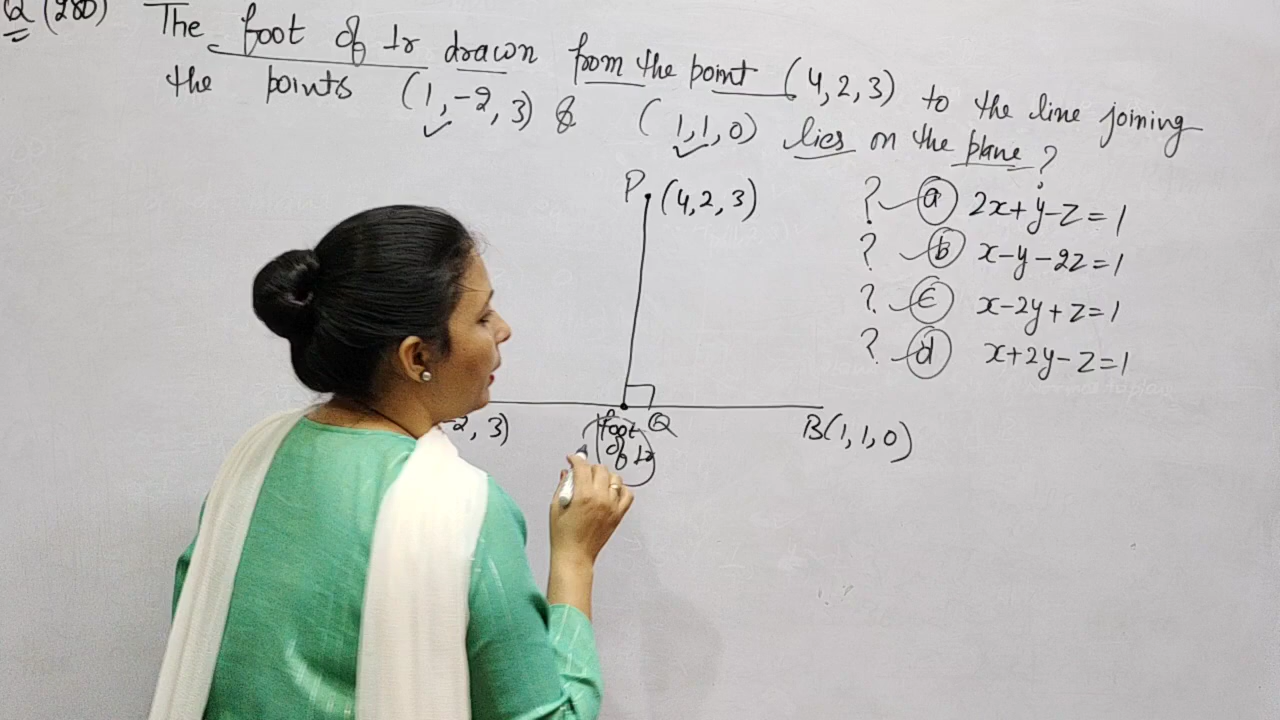 Q (280) The foot of ⊥r drawn from the point (4, 2, 3) to the line joining
the points (1, -2, 3) & (1, 1, 0) lies on the plane?
P (4, 2, 3)
? (a) 2x+y-z=1
? (b) x-y-2z=1
? (c) x-2y+z=1
? (d) x+2y-z=1
-2, 3)
foot Q
of ⊥r
B(1, 1, 0)